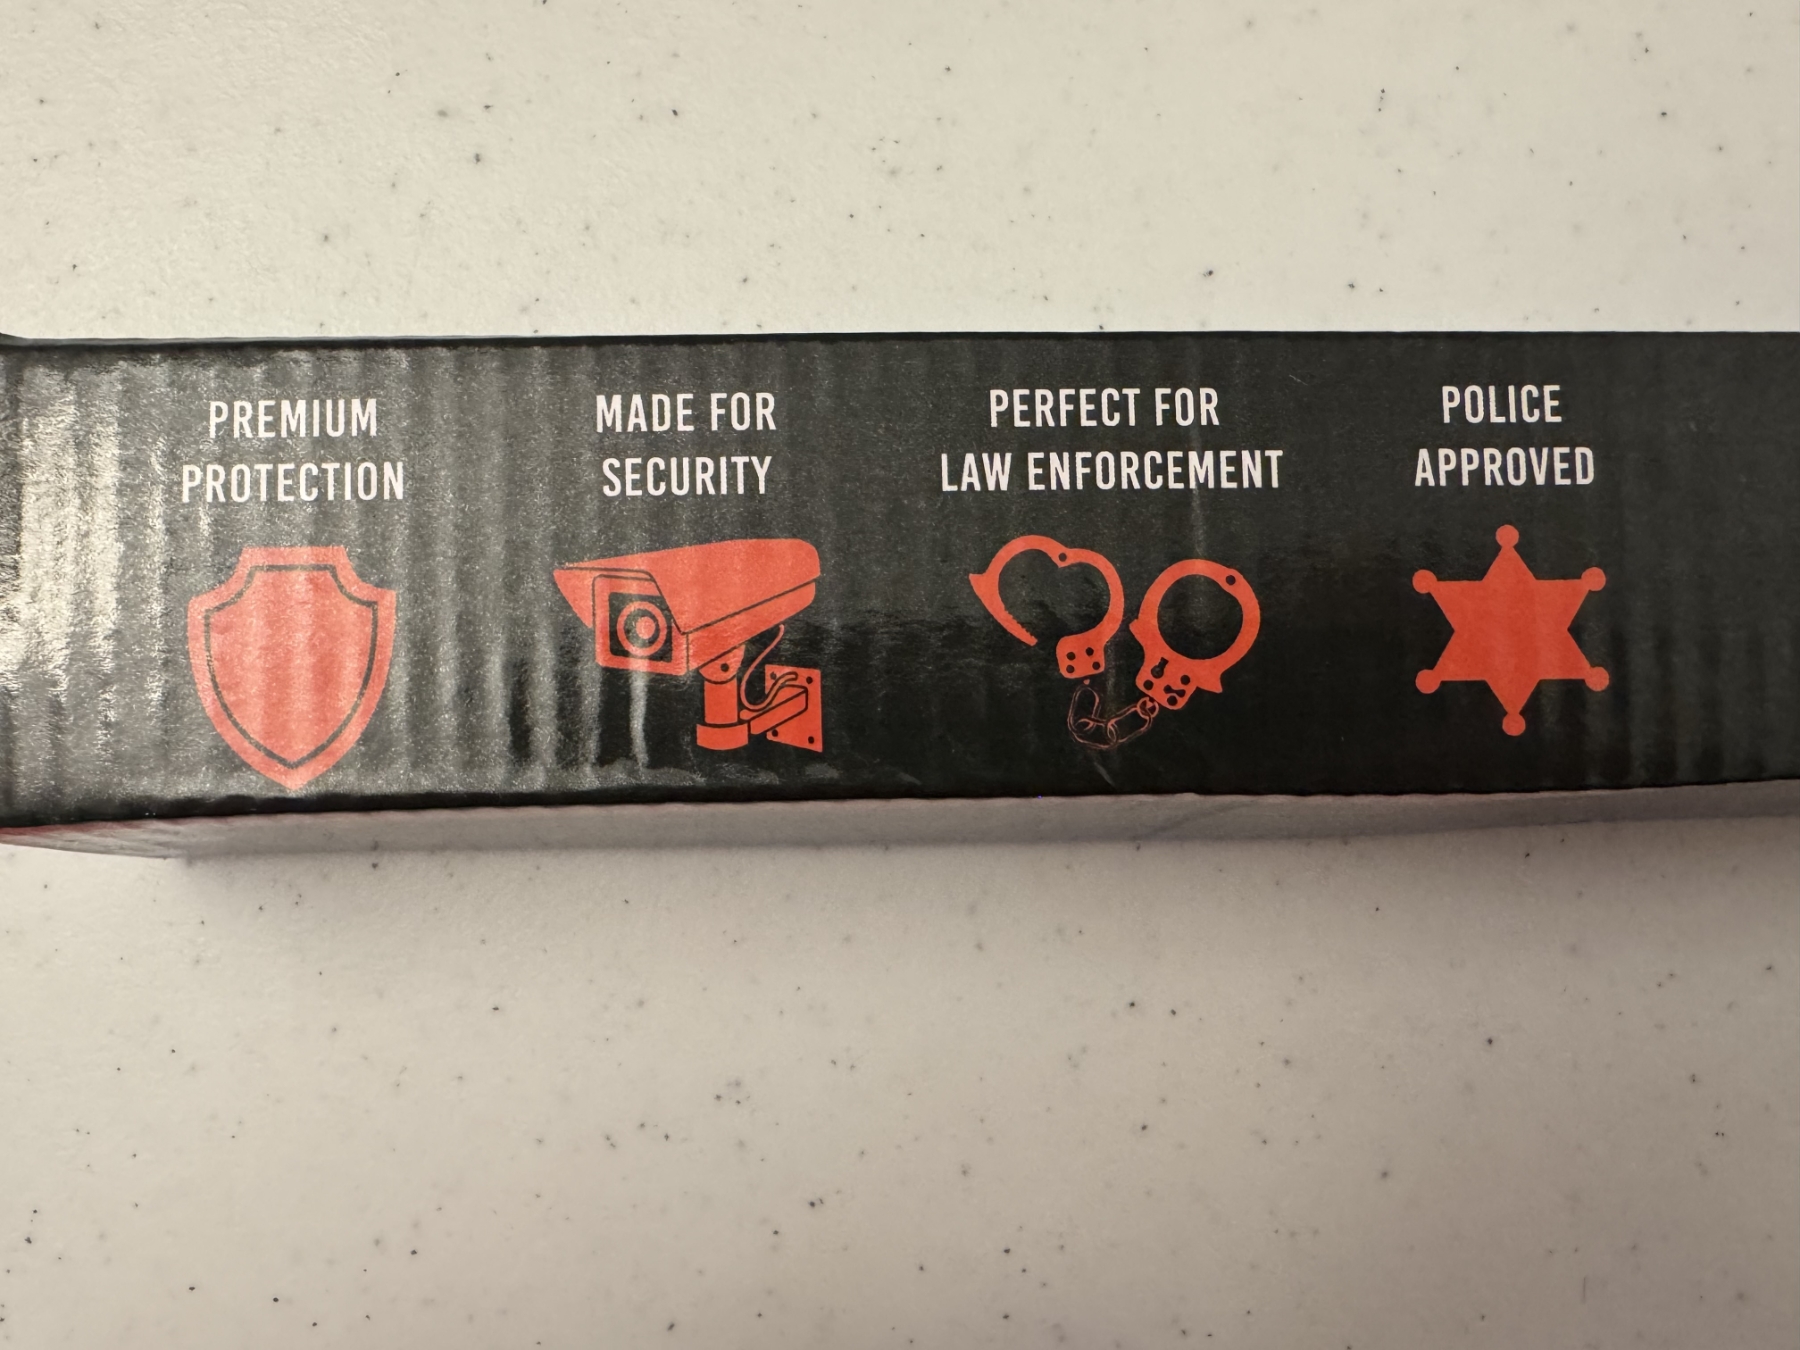 PREMIUM
PROTECTION
MADE FOR
SECURITY
PERFECT FOR
LAW ENFORCEMENT
POLICE
APPROVED